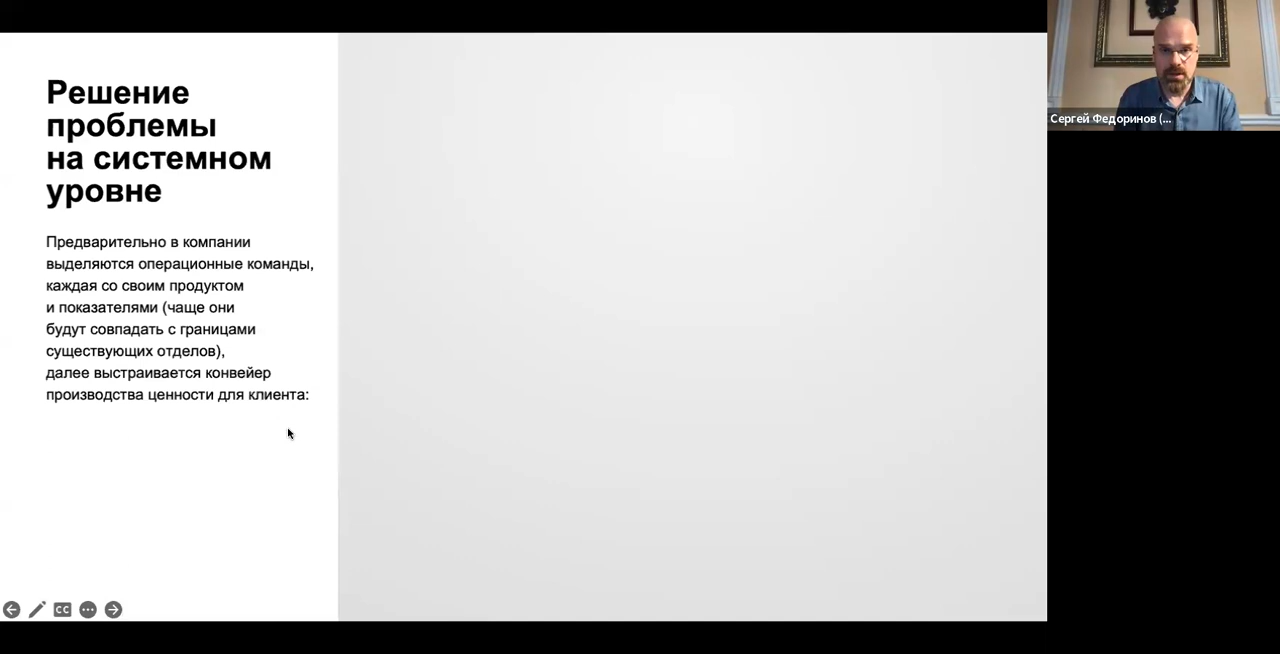 Решение
проблемы
на системном
уровне
Предварительно в компании
выделяются операционные команды,
каждая со своим продуктом
и показателями (чаще они
будут совпадать с границами
существующих отделов),
далее выстраивается конвейер
производства ценности для клиента:
CC
Сергей Федоринов (...